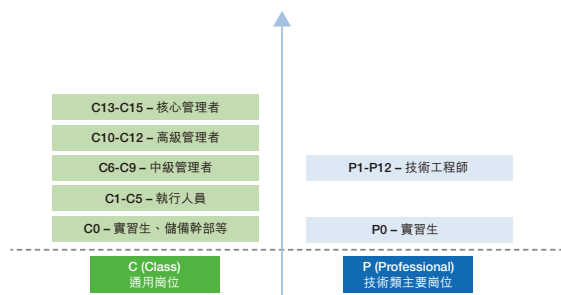 C13-C15 – 核心管理者
C10-C12 – 高級管理者
C6-C9 – 中級管理者
C1-C5 – 執行人員
C0 – 實習生、儲備幹部等
C (Class)
通用崗位
P1-P12 – 技術工程師
P0 – 實習生
P (Professional)
技術類主要崗位